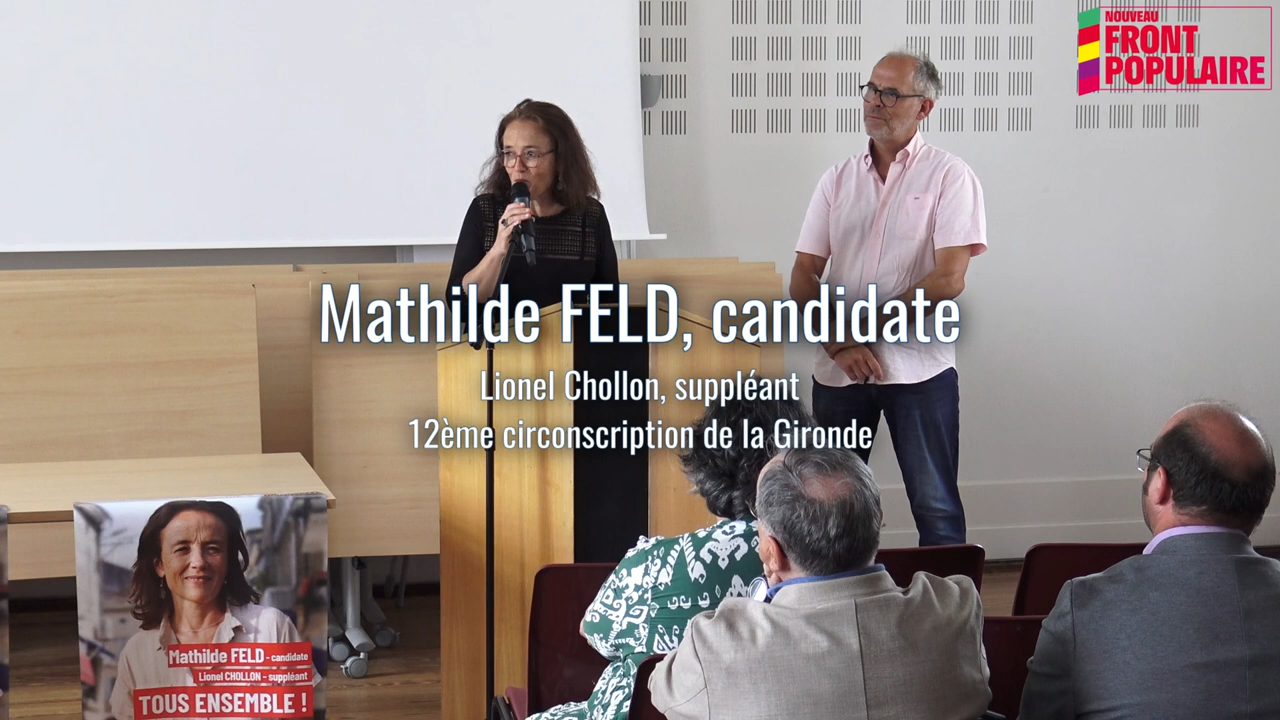 NOUVEAU
FRONT
POPULAIRE
Mathilde FELD, candidate
Lionel Chollon, suppléant
12ème circonscription de la Gironde
Mathilde FELD - candidate
Lionel CHOLLON - suppléant
TOUS ENSEMBLE !